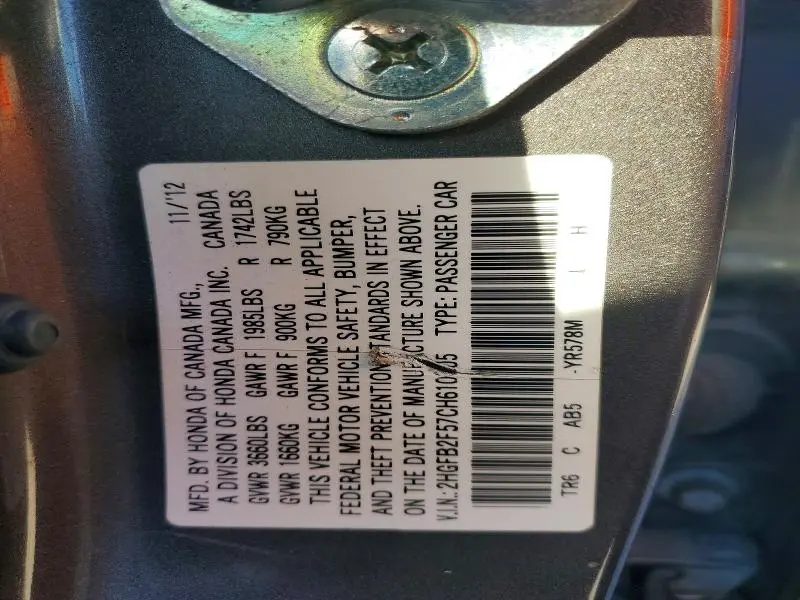 MFD. BY HONDA OF CANADA MFG., 11/'12
A DIVISION OF HONDA CANADA INC. CANADA
GVWR 3660LBS GAWR F 1985LBS R 1742LBS
GVWR 1660KG GAWR F 900KG R 790KG
THIS VEHICLE CONFORMS TO ALL APPLICABLE
FEDERAL MOTOR VEHICLE SAFETY, BUMPER,
AND THEFT PREVENTION STANDARDS IN EFFECT
ON THE DATE OF MANUFACTURE SHOWN ABOVE.
V.I.N.: TYPE: PASSENGER CAR
TR6 C AB5 -YR578M I H